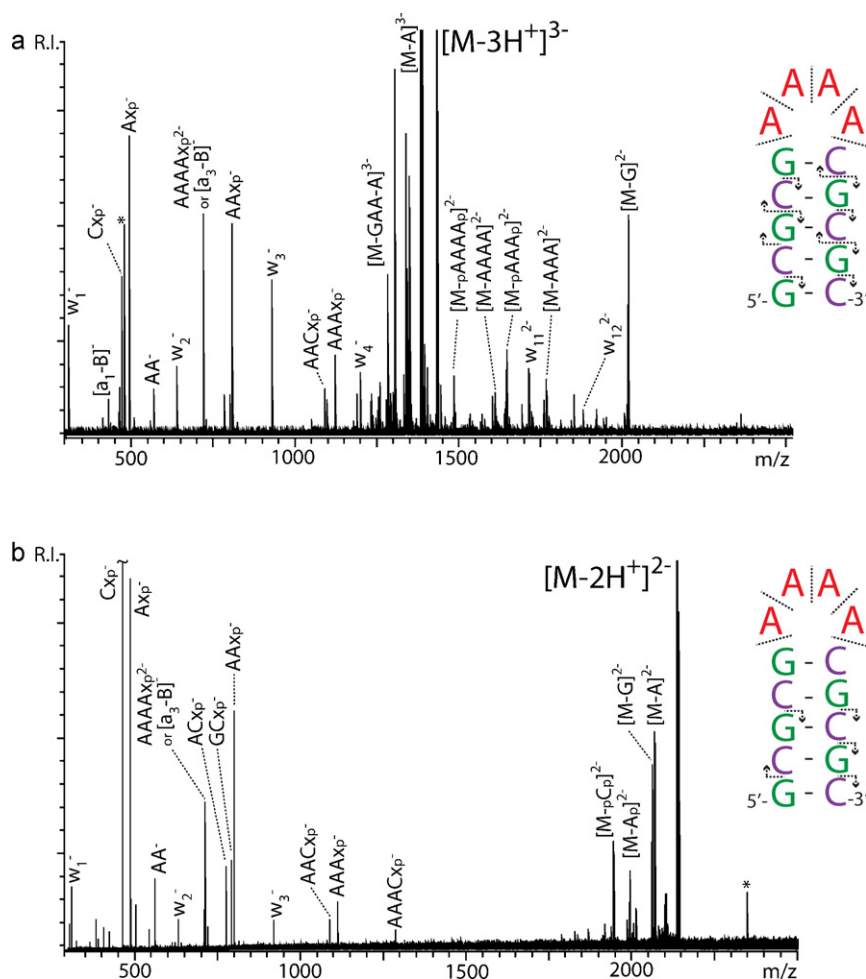 a
R.I.
w₁⁻
[a₁-B]⁻
Cxp⁻
*
Axp⁻
AA⁻
w₂⁻
AAAAxp²⁻
or [a₃-B]⁻
AAxp⁻
w₃⁻
AACxp⁻
AAAxp⁻
w₄⁻
[M-GAA-A]³⁻
[M-A]³⁻
[M-3H⁺]³⁻
[M-pAAAAp]²⁻
[M-AAAA]²⁻
[M-pAAAp]²⁻
[M-AAA]²⁻
w₁₁²⁻
w₁₂²⁻
[M-G]²⁻
500 1000 1500 2000 m/z
A A
A A
G - C
C - G
G - C
C - G
5'- G - C -3'
b
R.I.
w₁⁻
Cxp⁻
Axp⁻
AA⁻
w₂⁻
AAAAxp²⁻
or [a₃-B]⁻
ACxp⁻
GCxp⁻
AAxp⁻
w₃⁻
AACxp⁻
AAAxp⁻
AAACxp⁻
[M-pCp]²⁻
[M-Ap]²⁻
[M-G]²⁻
[M-A]²⁻
[M-2H⁺]²⁻
*
500 1000 1500 2000 m/z
A A
A A
G - C
C - G
G - C
C - G
5'- G - C -3'